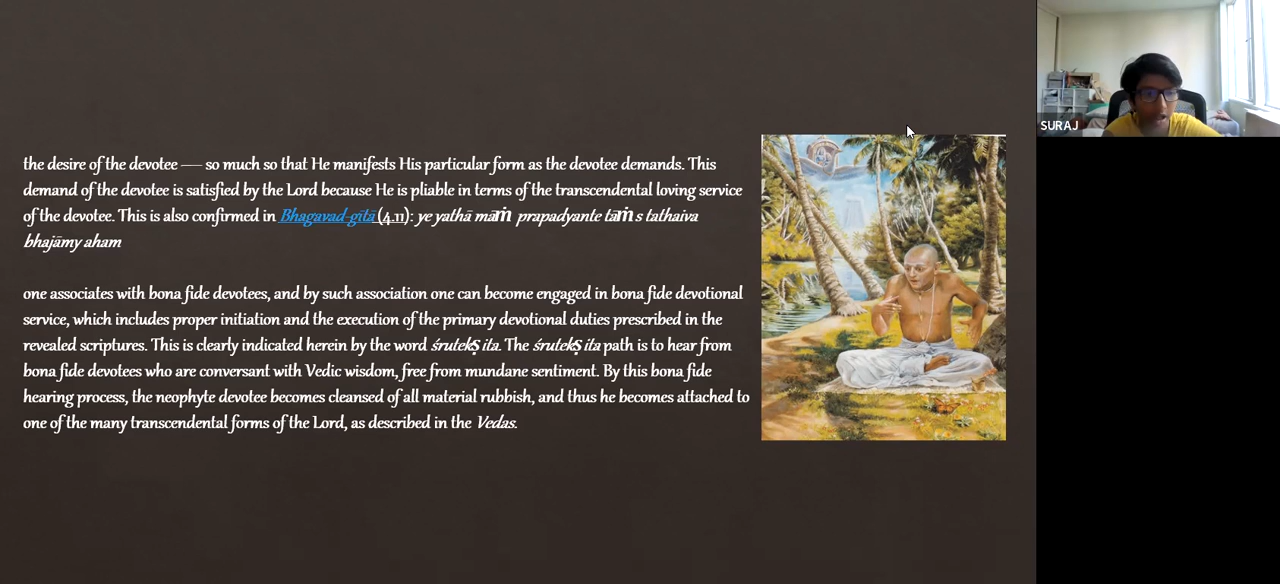 the desire of the devotee — so much so that He manifests His particular form as the devotee demands. This
demand of the devotee is satisfied by the Lord because He is pliable in terms of the transcendental loving service
of the devotee. This is also confirmed in Bhagavad-gītā (4.11): ye yathā māṁ prapadyante tāṁ s tathaiva
bhajāmy aham
one associates with bona fide devotees, and by such association one can become engaged in bona fide devotional
service, which includes proper initiation and the execution of the primary devotional duties prescribed in the
revealed scriptures. This is clearly indicated herein by the word śrutekṣ ita. The śrutekṣ ita path is to hear from
bona fide devotees who are conversant with Vedic wisdom, free from mundane sentiment. By this bona fide
hearing process, the neophyte devotee becomes cleansed of all material rubbish, and thus he becomes attached to
one of the many transcendental forms of the Lord, as described in the Vedas.
SURAJ